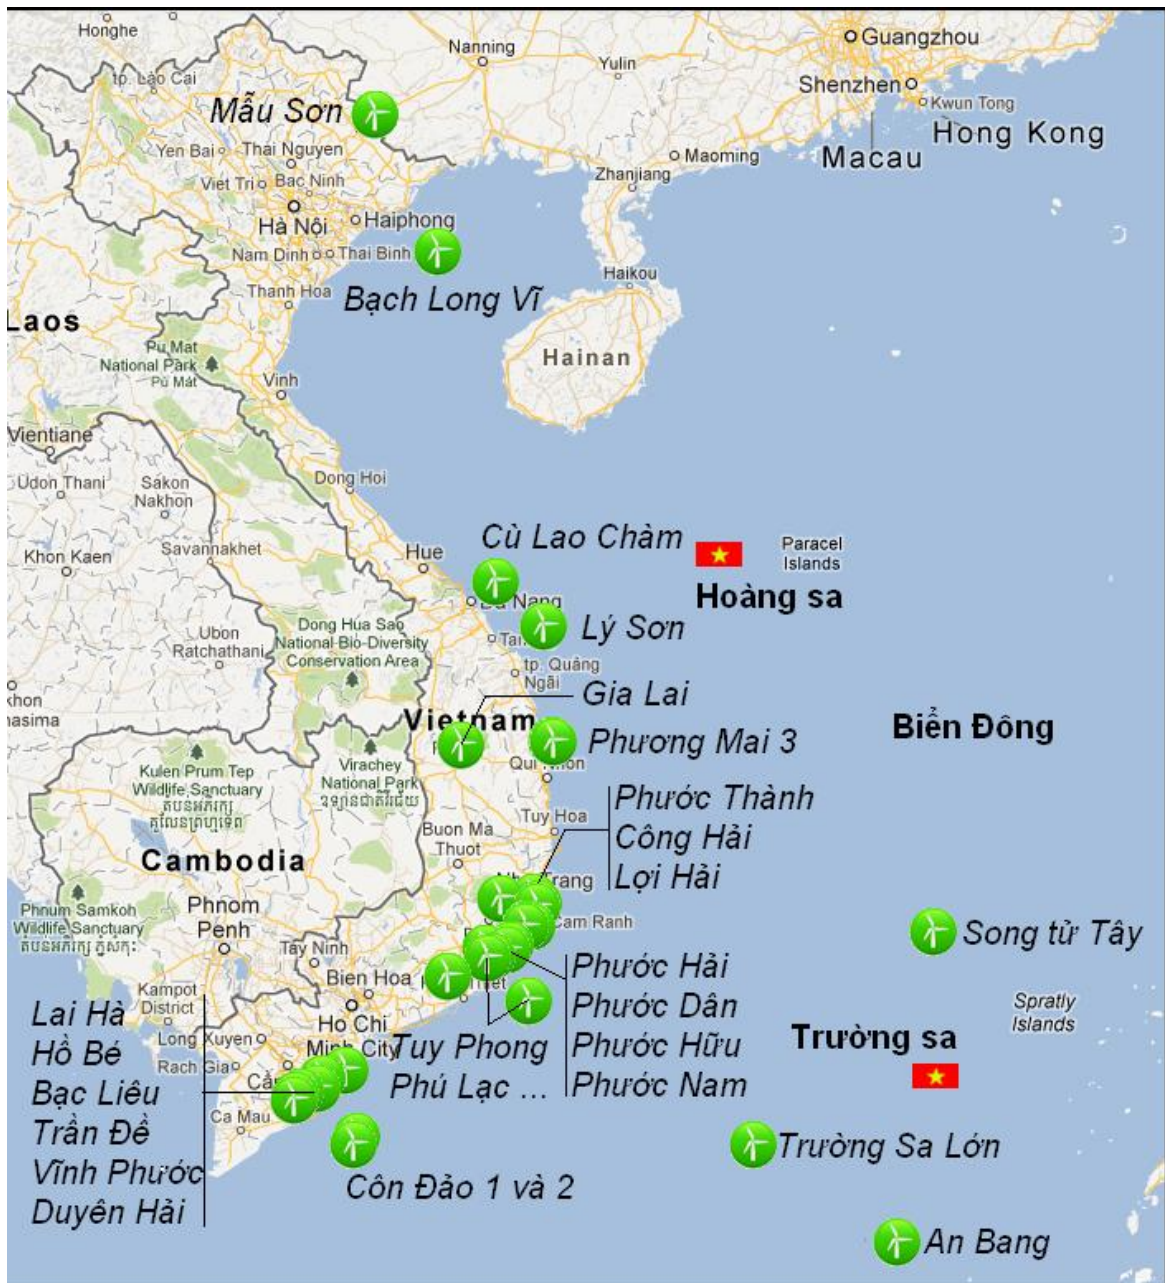 Honghe
Nanning
Yulin
Guangzhou
tp. Lào Cai
Shenzhen
Mẫu Sơn
Kwun Tong
Hong Kong
Yen Bai
Thai Nguyen
Maoming
Macau
Zhanjiang
Viet Tri
Bac Ninh
Hà Nội
Haiphong
Nam Dinh
Thai Binh
Haikou
Thanh Hoa
Bạch Long Vĩ
Laos
Pu Mat
National Park
Pù Mát
Hainan
Vinh
Vientiane
Udon Thani
Sakon
Nakhon
Dong Hoi
Cù Lao Chàm
Paracel
Islands
Khon Kaen
Savannakhet
Hue
Hoàng sa
Da Nang
Lý Sơn
Ubon
Ratchathani
Dong Hua Sao
National Bio-Diversity
Conservation Area
Tam
tp. Quảng
Ngãi
Gia Lai
khon
hasima
Vietnam
Biển Đông
Phương Mai 3
Kulen Prum Tep
Wildlife Sanctuary
Virachey
National Park
Qui Nhon
Phước Thành
Tuy Hoa
Buon Ma
Thuot
Công Hải
Cambodia
Lợi Hải
Nha Trang
Phnum Samkoh
Wildlife Sanctuary
Phnom
Penh
Cam Ranh
Song tử Tây
Tây Ninh
Bien Hoa
Phước Hải
Kampot
District
Phước Dân
Spratly
Islands
Lai Hà
Ho Chi
Minh City
Long Xuyen
Trường sa
Hồ Bé
Tuy Phong
Phước Hữu
Rach Gia
Phú Lạc ...
Phước Nam
Bạc Liêu
Ca Mau
Trần Đề
Trường Sa Lớn
Vĩnh Phước
Côn Đảo 1 và 2
Duyên Hải
An Bang